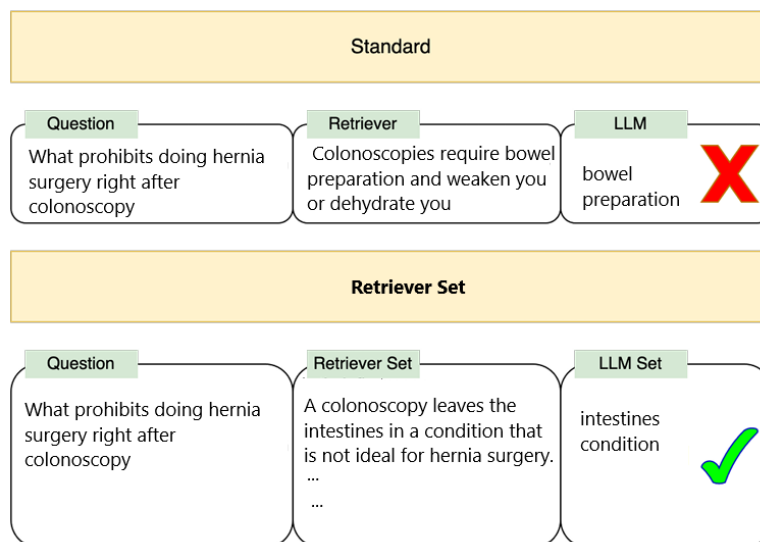 Standard
Question
What prohibits doing hernia
surgery right after
colonoscopy
Retriever
Colonoscopies require bowel
preparation and weaken you
or dehydrate you
LLM
bowel
preparation
Retriever Set
Question
What prohibits doing hernia
surgery right after
colonoscopy
Retriever Set
A colonoscopy leaves the
intestines in a condition that
is not ideal for hernia surgery.
...
...
LLM Set
intestines
condition